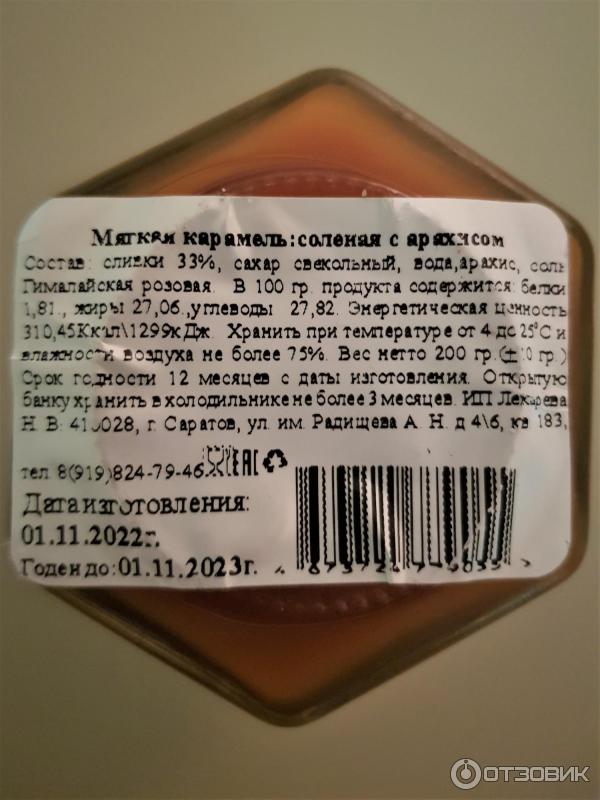 Мягкая карамель:соленая с арахисом
Состав: сливки 33%, сахар свекольный, вода,арахис, соль
Гималайская розовая. В 100 гр. продукта содержится: белки
1,81., жиры 27,06.,углеводы 27,82. Энергетическая ценность
310,45Ккал\1299кДж. Хранить при температуре от 4 до 25°С и
влажности воздуха не более 75%. Вес нетто 200 гр.(± гр.)
Срок годности 12 месяцев с даты изготовления. Открытую
банку хранить в холодильнике не более 3 месяцев. ИП Лекарева
Н. В. г. Саратов, ул. им. Радищева А. Н. д 4\6, кв 183,
тел. 8(919)824-79-46 EAC
Дата изготовления:
01.11.2022г.
Годен до: 01.11.2023г.
ОТЗОВИК